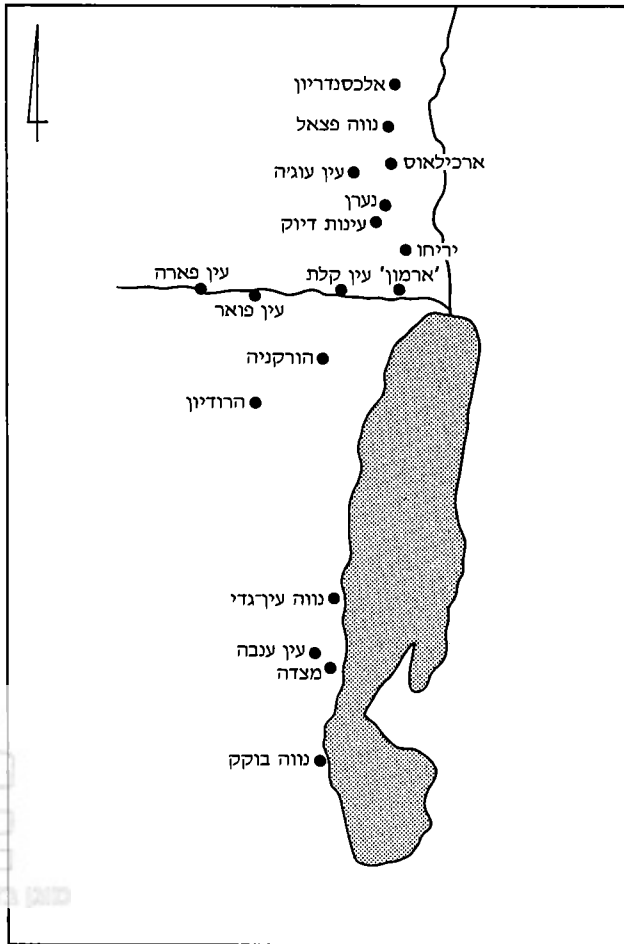 אלכסנדריון
נווה פצאל
ארכילאוס
עין עוג׳יה
נערן
עינות דיוק
יריחו
׳ארמון׳
עין קלת
עין פארה
עין פואר
הורקניה
הרודיון
נווה עין־גדי
עין ענבה
מצדה
נווה בוקק